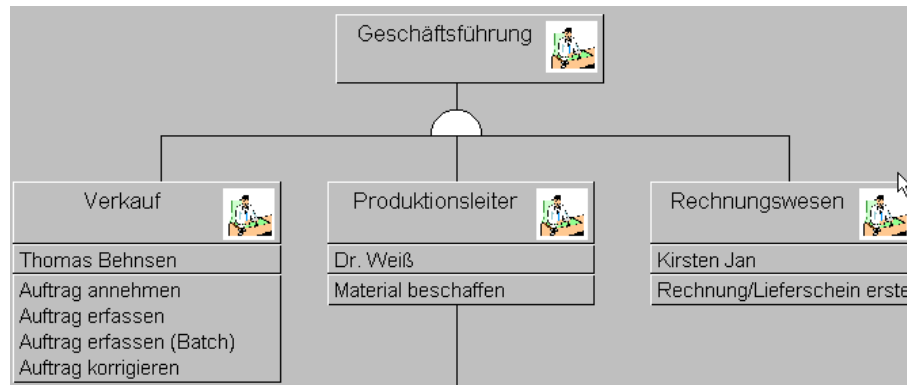 Geschäftsführung
Verkauf
Thomas Behnsen
Auftrag annehmen
Auftrag erfassen
Auftrag erfassen (Batch)
Auftrag korrigieren
Produktionsleiter
Dr. Weiß
Material beschaffen
Rechnungswesen
Kirsten Jan
Rechnung/Lieferschein erste